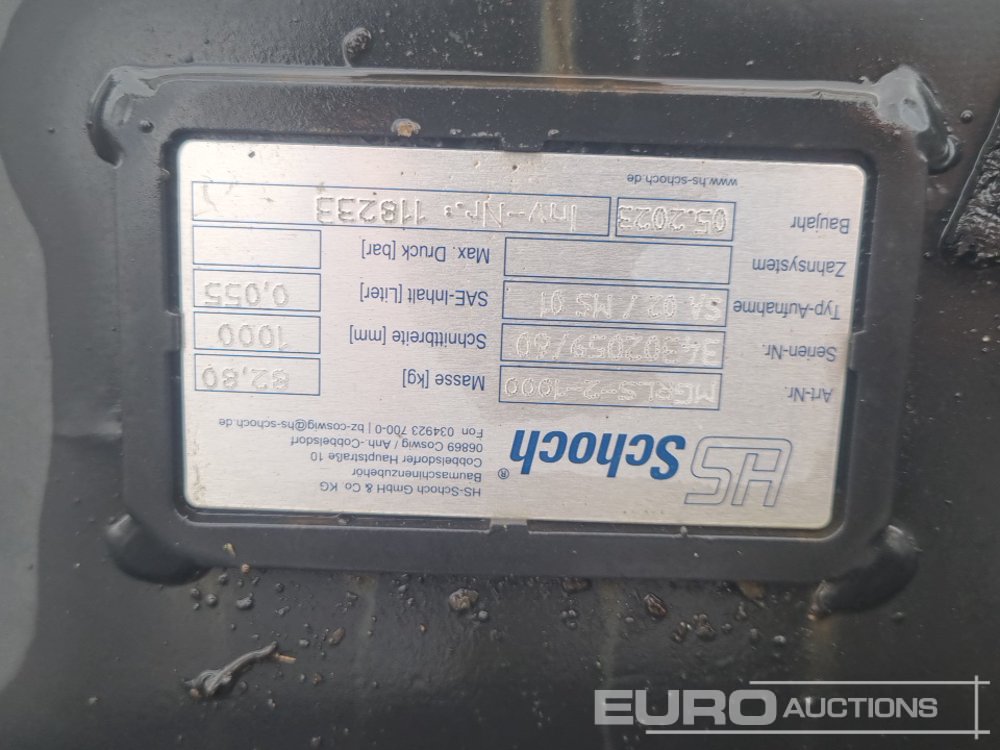 HS Schoch®
HS-Schoch GmbH & Co KG
Baumaschinenzubehör
Cobbelsdorfer Hauptstraße 10
06869 Coswig / Anh.-Cobbelsdorf
Fon 034923 700-0 | bz-coswig@hs-schoch.de
Art-Nr. MGRLS-2-1000 Masse [kg] 82,80
Serien-Nr. 34302059/60 Schnittbreite [mm] 1000
Typ-Aufnahme SA 02 / MS 01 SAE-Inhalt [Liter] 0,055
Zahnsystem Max. Druck [bar]
Baujahr 05.2023 Inv-Nr.: 118233
www.hs-schoch.de
EURO AUCTIONS